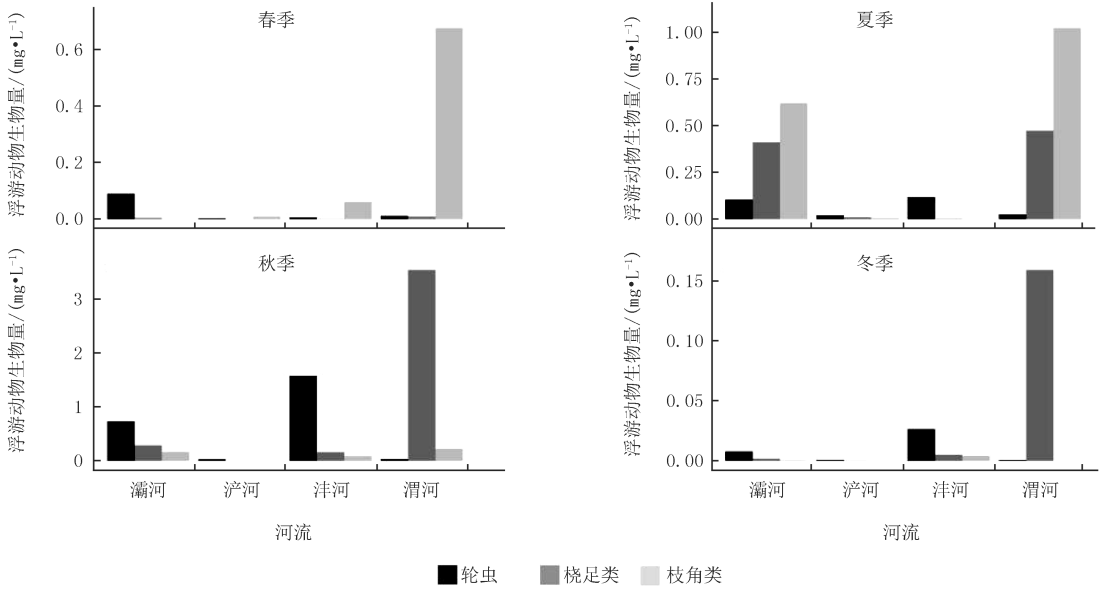 春季
浮游动物生物量/(mg•L⁻¹)
0.6
0.4
0.2
0.0
夏季
浮游动物生物量/(mg•L⁻¹)
1.00
0.75
0.50
0.25
0.00
秋季
浮游动物生物量/(mg•L⁻¹)
3
2
1
0
灞河 浐河 沣河 渭河
河流
冬季
浮游动物生物量/(mg•L⁻¹)
0.15
0.10
0.05
0.00
灞河 浐河 沣河 渭河
河流
轮虫 桡足类 枝角类